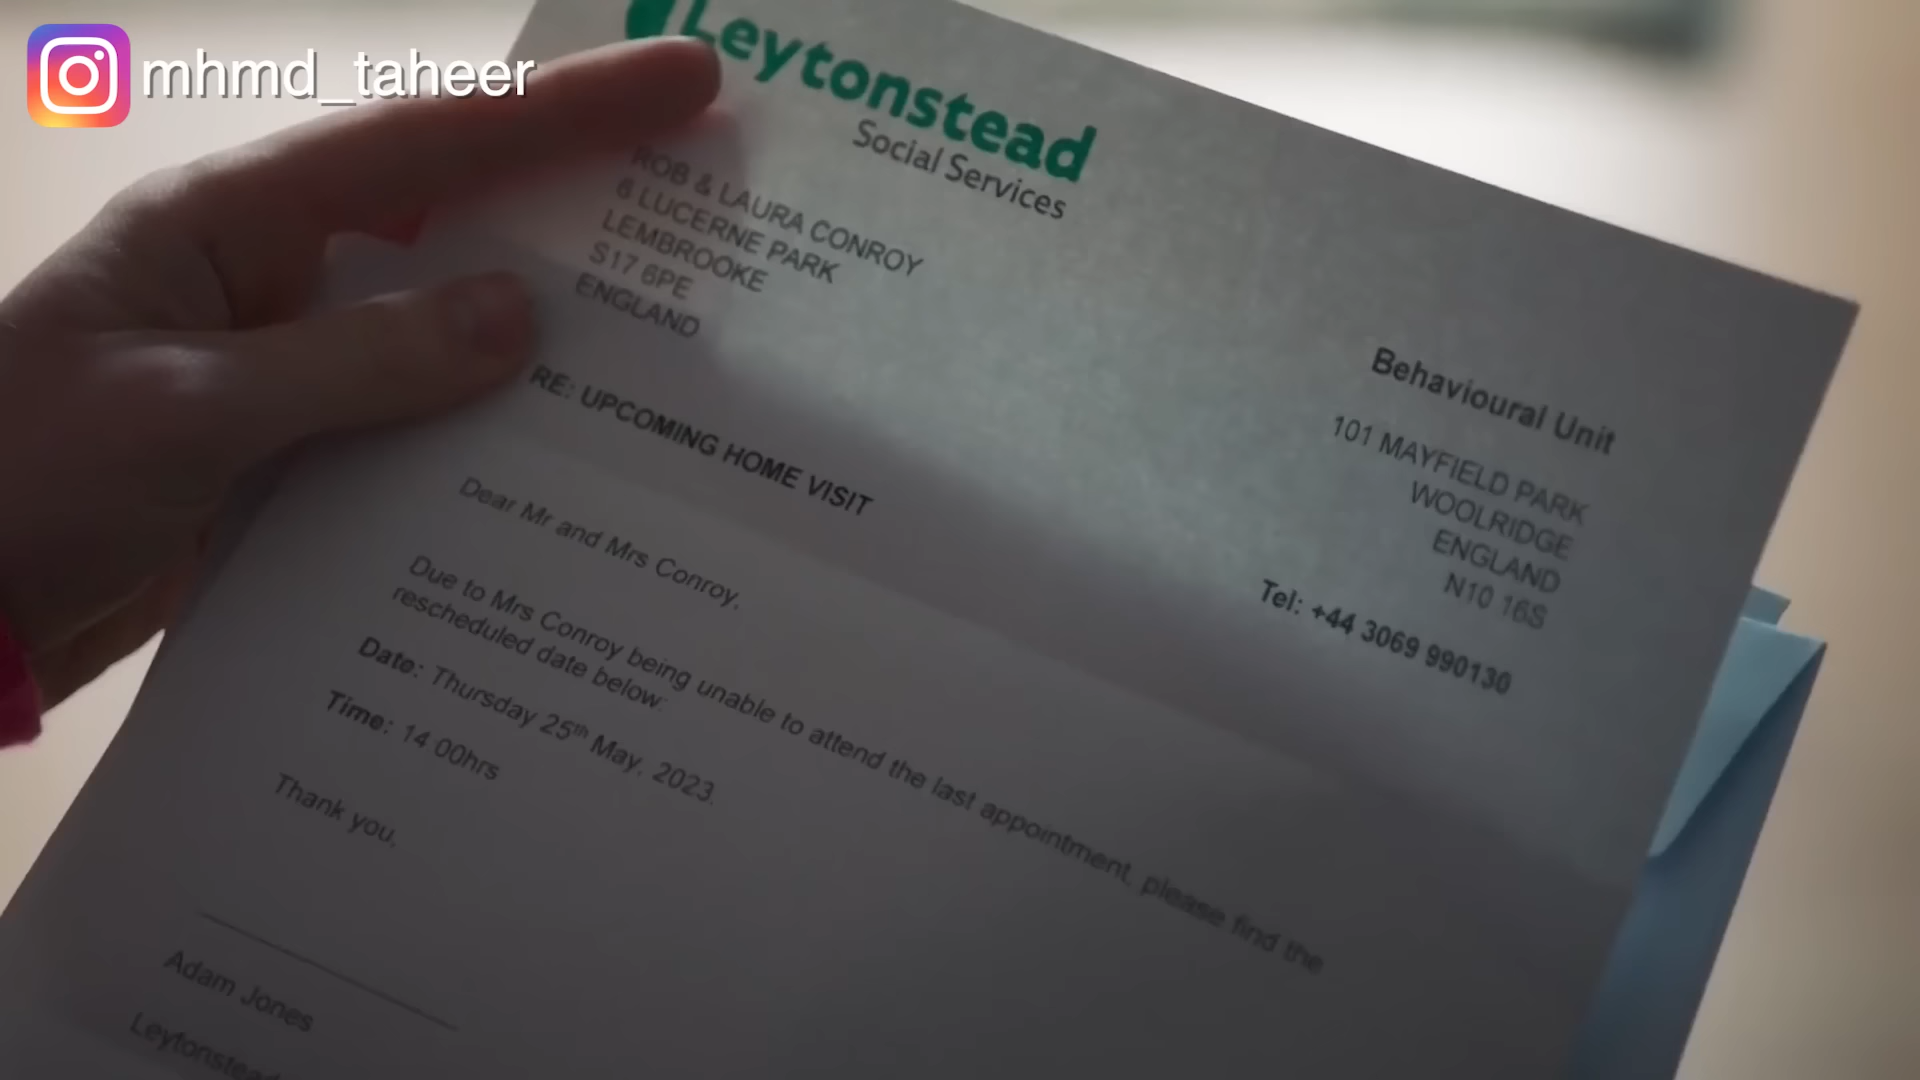 mhmd_taheer
Leytonstead
Social Services
ROB & LAURA CONROY
6 LUCERNE PARK
LEMBROOKE
S17 6PE
ENGLAND
Behavioural Unit
101 MAYFIELD PARK
WOOLRIDGE
ENGLAND
N10 16S
Tel: +44 3069 990130
RE: UPCOMING HOME VISIT
Dear Mr and Mrs Conroy,
Due to Mrs Conroy being unable to attend the last appointment, please find the
rescheduled date below:
Date: Thursday 25th May, 2023.
Time: 14 00hrs
Thank you,
Adam Jones
Leytonstead